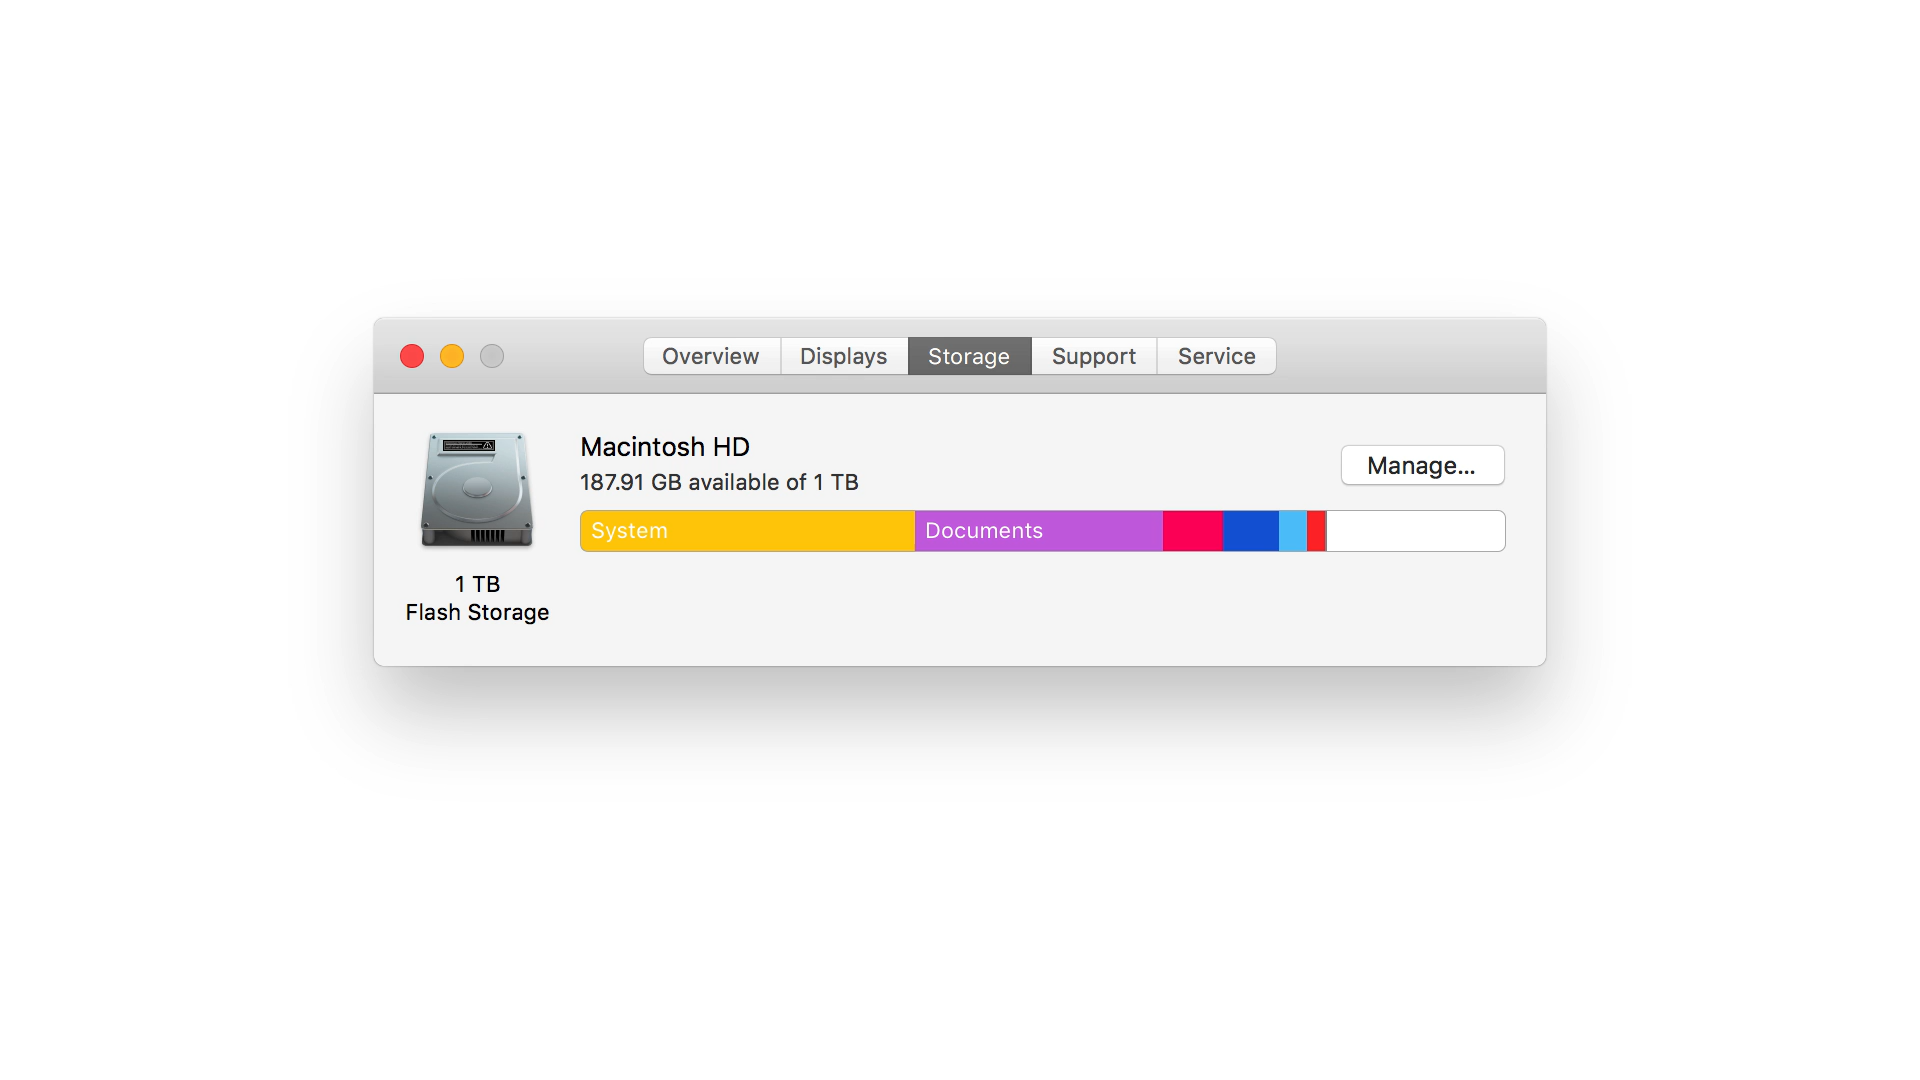 Overview
Displays
Storage
Support
Service
Macintosh HD
187.91 GB available of 1 TB
Manage...
System
Documents
1 TB
Flash Storage